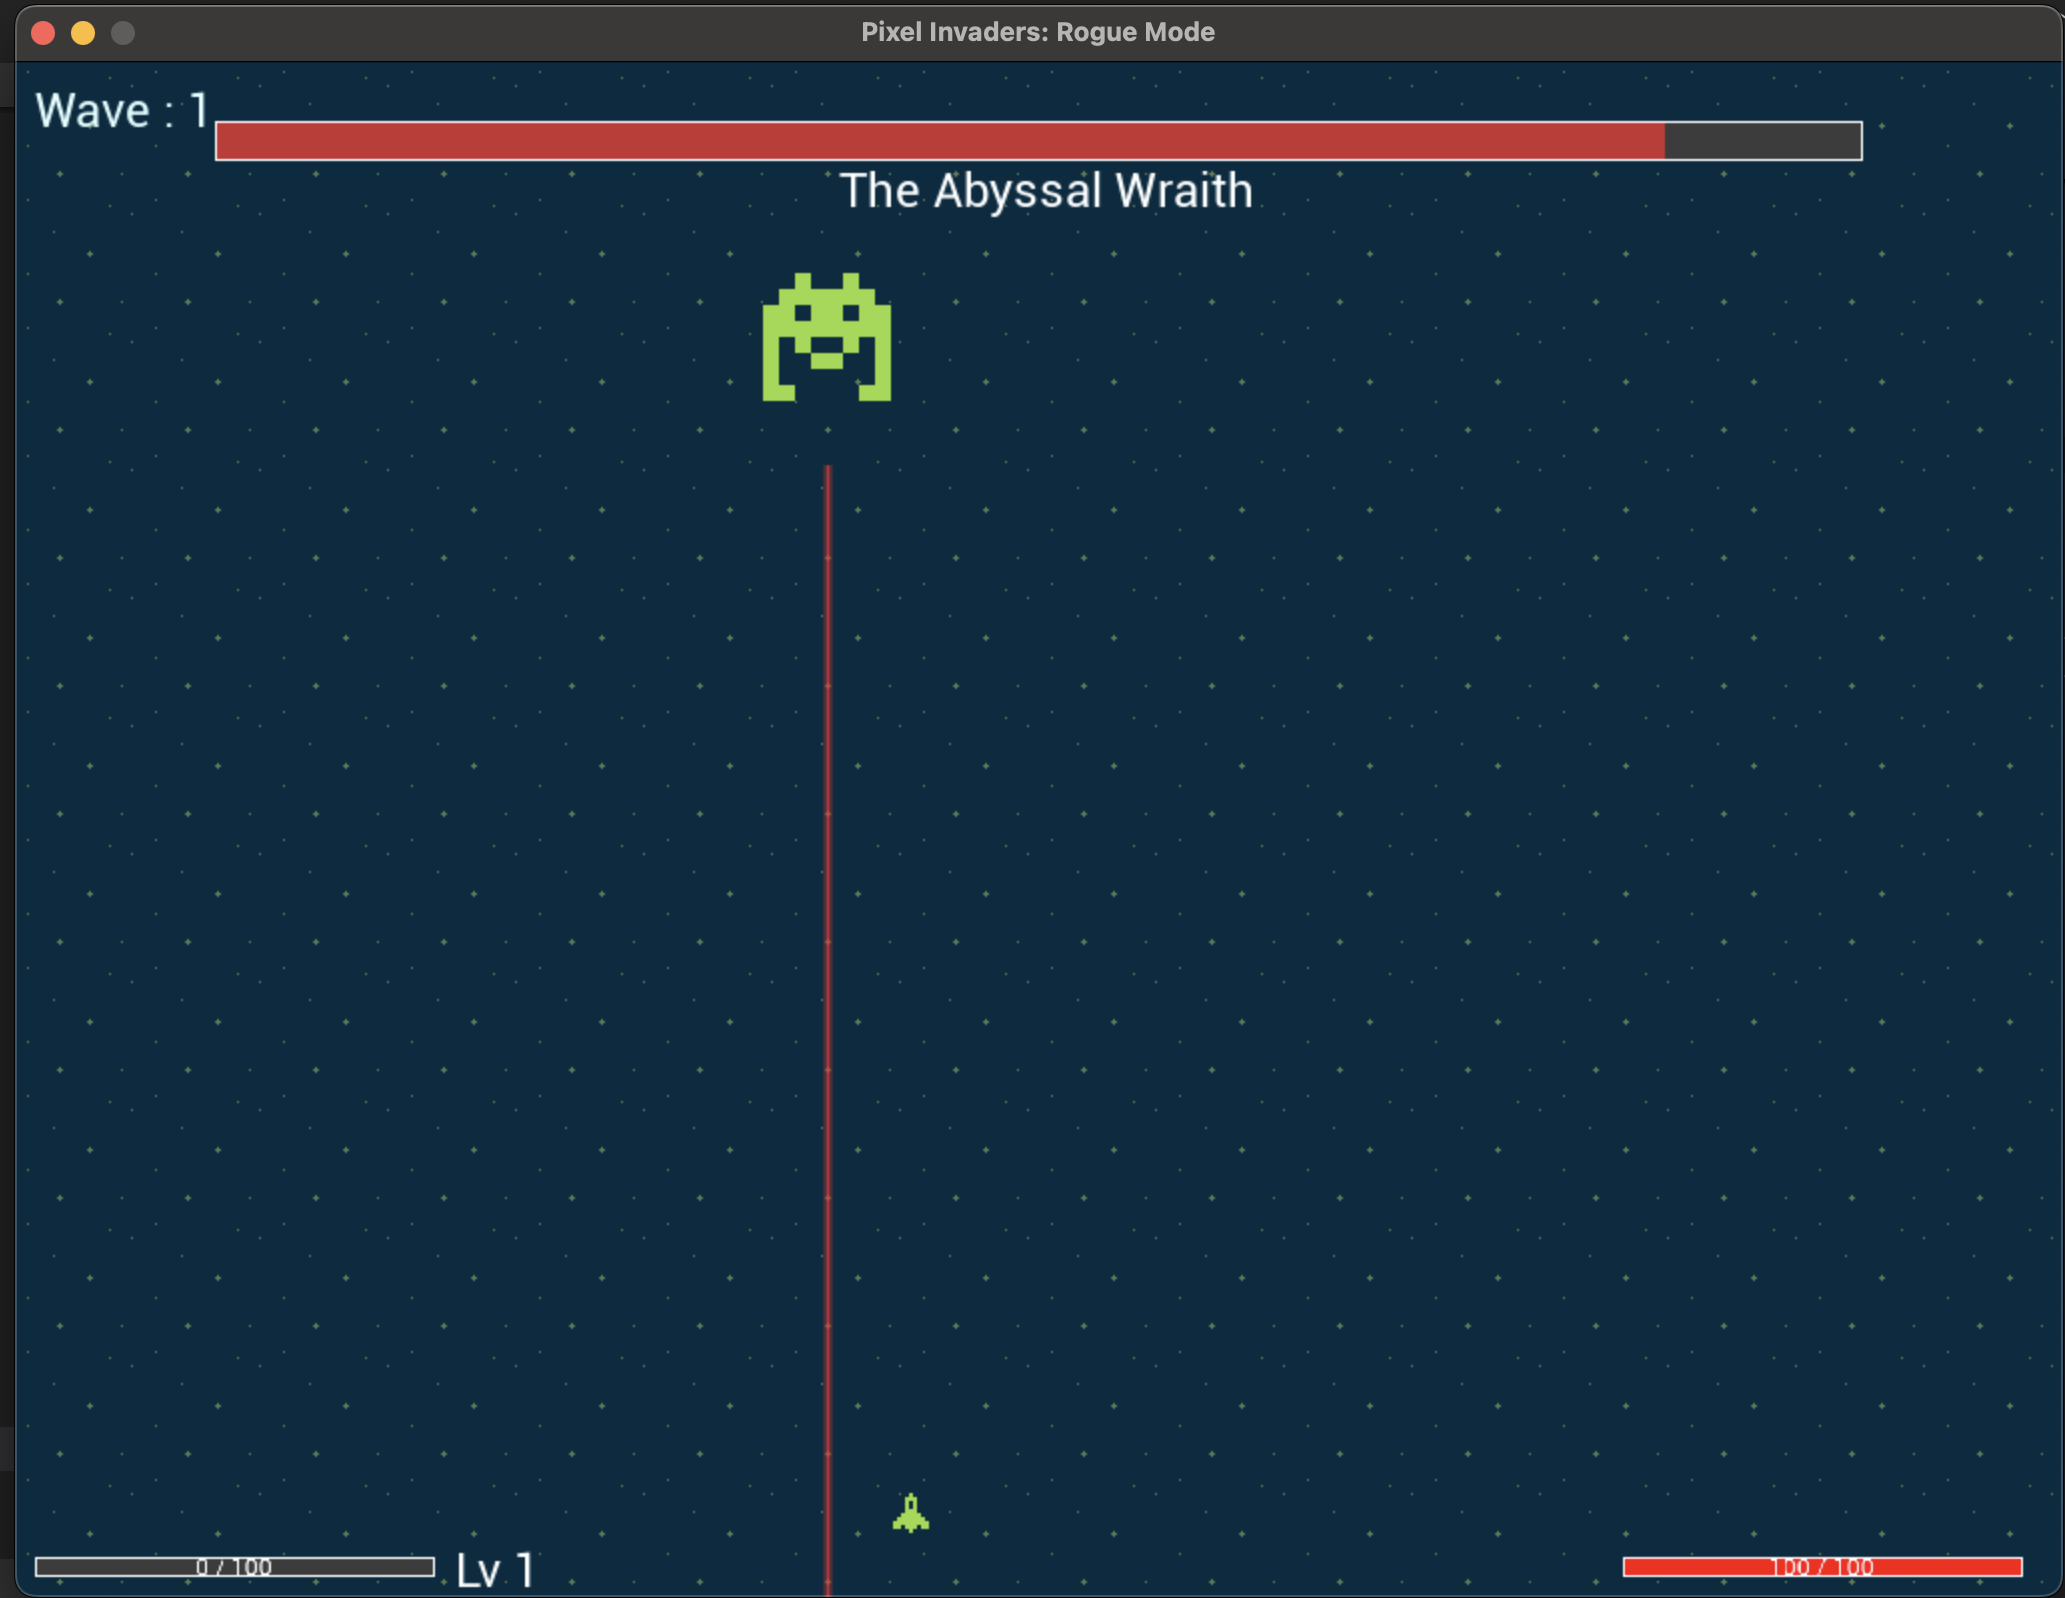 Pixel Invaders: Rogue Mode
Wave : 1
The Abyssal Wraith
0 / 100
Lv 1
100 / 100